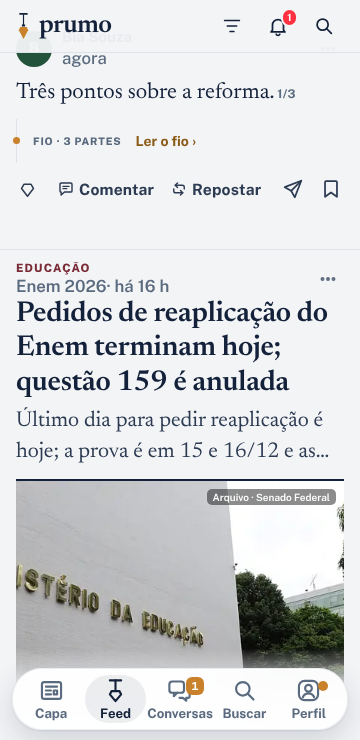 prumo
1
agora
Três pontos sobre a reforma. 1/3
FIO · 3 PARTES Ler o fio ›
Comentar Repostar
EDUCAÇÃO
Enem 2026· há 16 h
Pedidos de reaplicação do
Enem terminam hoje;
questão 159 é anulada
Último dia para pedir reaplicação é
hoje; a prova é em 15 e 16/12 e as…
Arquivo · Senado Federal
ISTÉRIO DA EDUCAÇÃO
1
Capa Feed Conversas Buscar Perfil